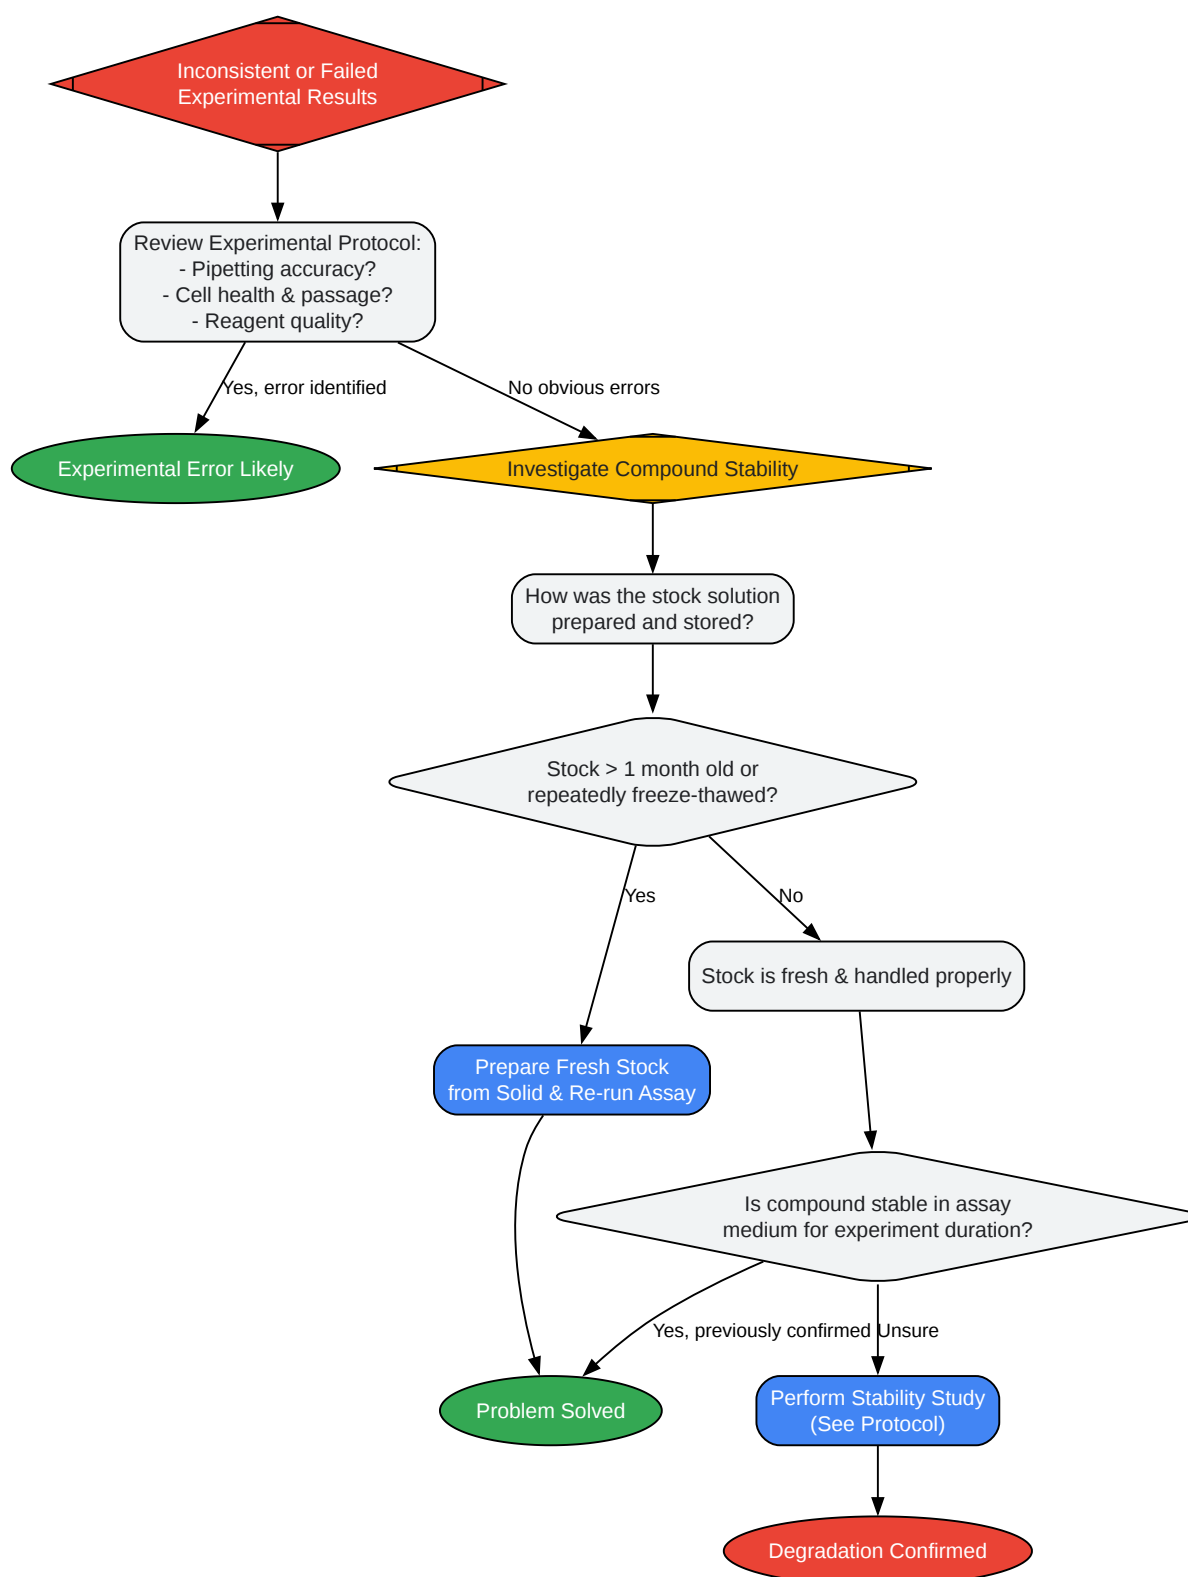 Inconsistent or Failed
Experimental Results
Review Experimental Protocol:
- Pipetting accuracy?
- Cell health & passage?
- Reagent quality?
Yes, error identified
No obvious errors
Experimental Error Likely
Investigate Compound Stability
How was the stock solution
prepared and stored?
Stock > 1 month old or
repeatedly freeze-thawed?
Yes
No
Stock is fresh & handled properly
Prepare Fresh Stock
from Solid & Re-run Assay
Is compound stable in assay
medium for experiment duration?
Yes, previously confirmed
Unsure
Problem Solved
Perform Stability Study
(See Protocol)
Degradation Confirmed